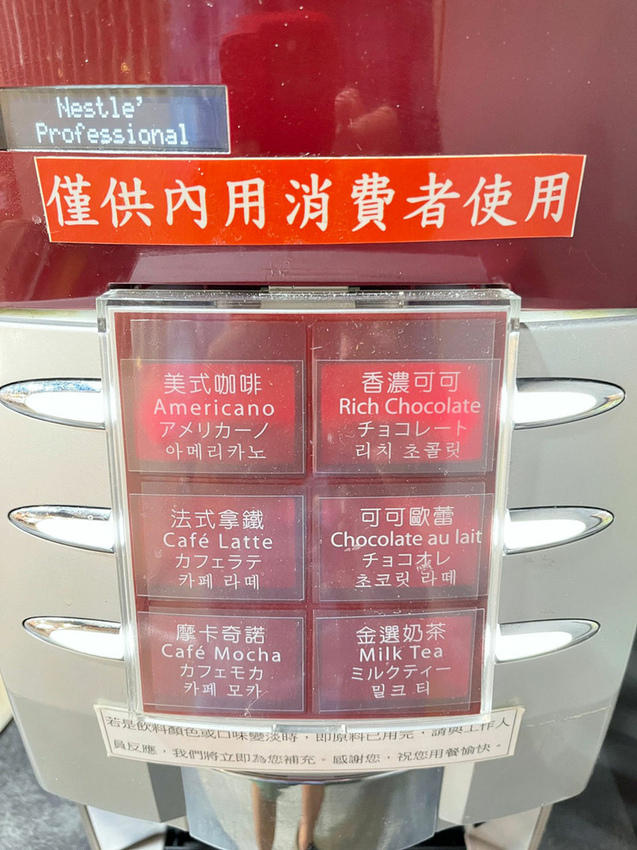 Nestle’
Professional
僅供內用消費者使用
美式咖啡
Americano
アメリカーノ
아메리카노
香濃可可
Rich Chocolate
チョコレート
리치 초콜릿
法式拿鐵
Café Latte
カフェラテ
카페 라떼
可可歐蕾
Chocolate au lait
チョコオレ
초코릿 라떼
摩卡奇諾
Café Mocha
カフェモカ
카페 모카
金選奶茶
Milk Tea
ミルクティー
밀크 티
若是飲料顏色或口味變淡時，即原料已用完，請與工作人
員反應，我們將立即為您補充。感謝您，祝您用餐愉快。